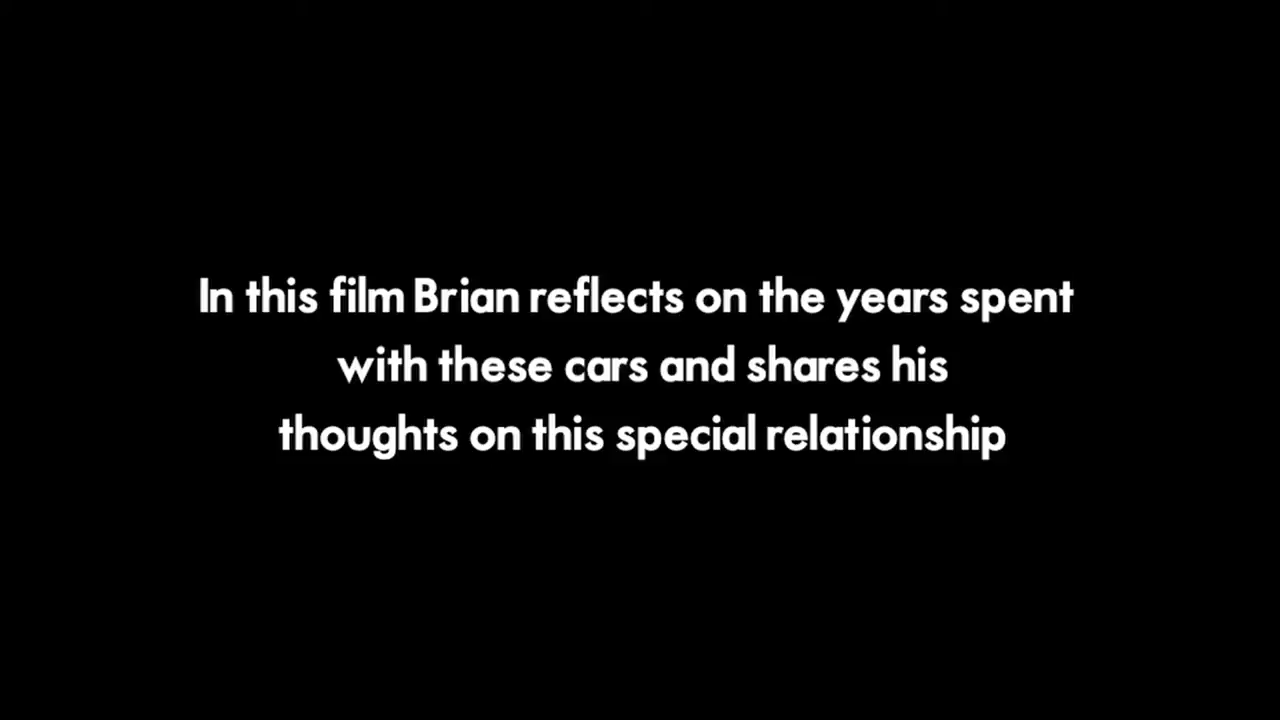 In this film Brian reflects on the years spent
with these cars and shares his
thoughts on this special relationship